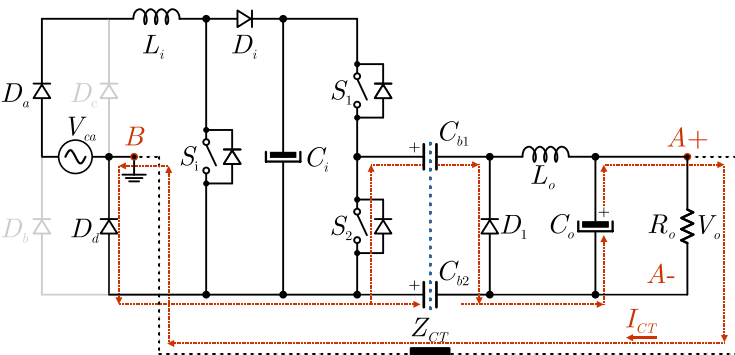 L_i
D_i
S_1
D_a
D_c
V_ca
B
S_i
C_i
+
C_b1
A+
L_o
D_b
D_d
S_2
D_1
C_o
+
R_o
V_o
+
C_b2
A-
Z_CT
I_CT